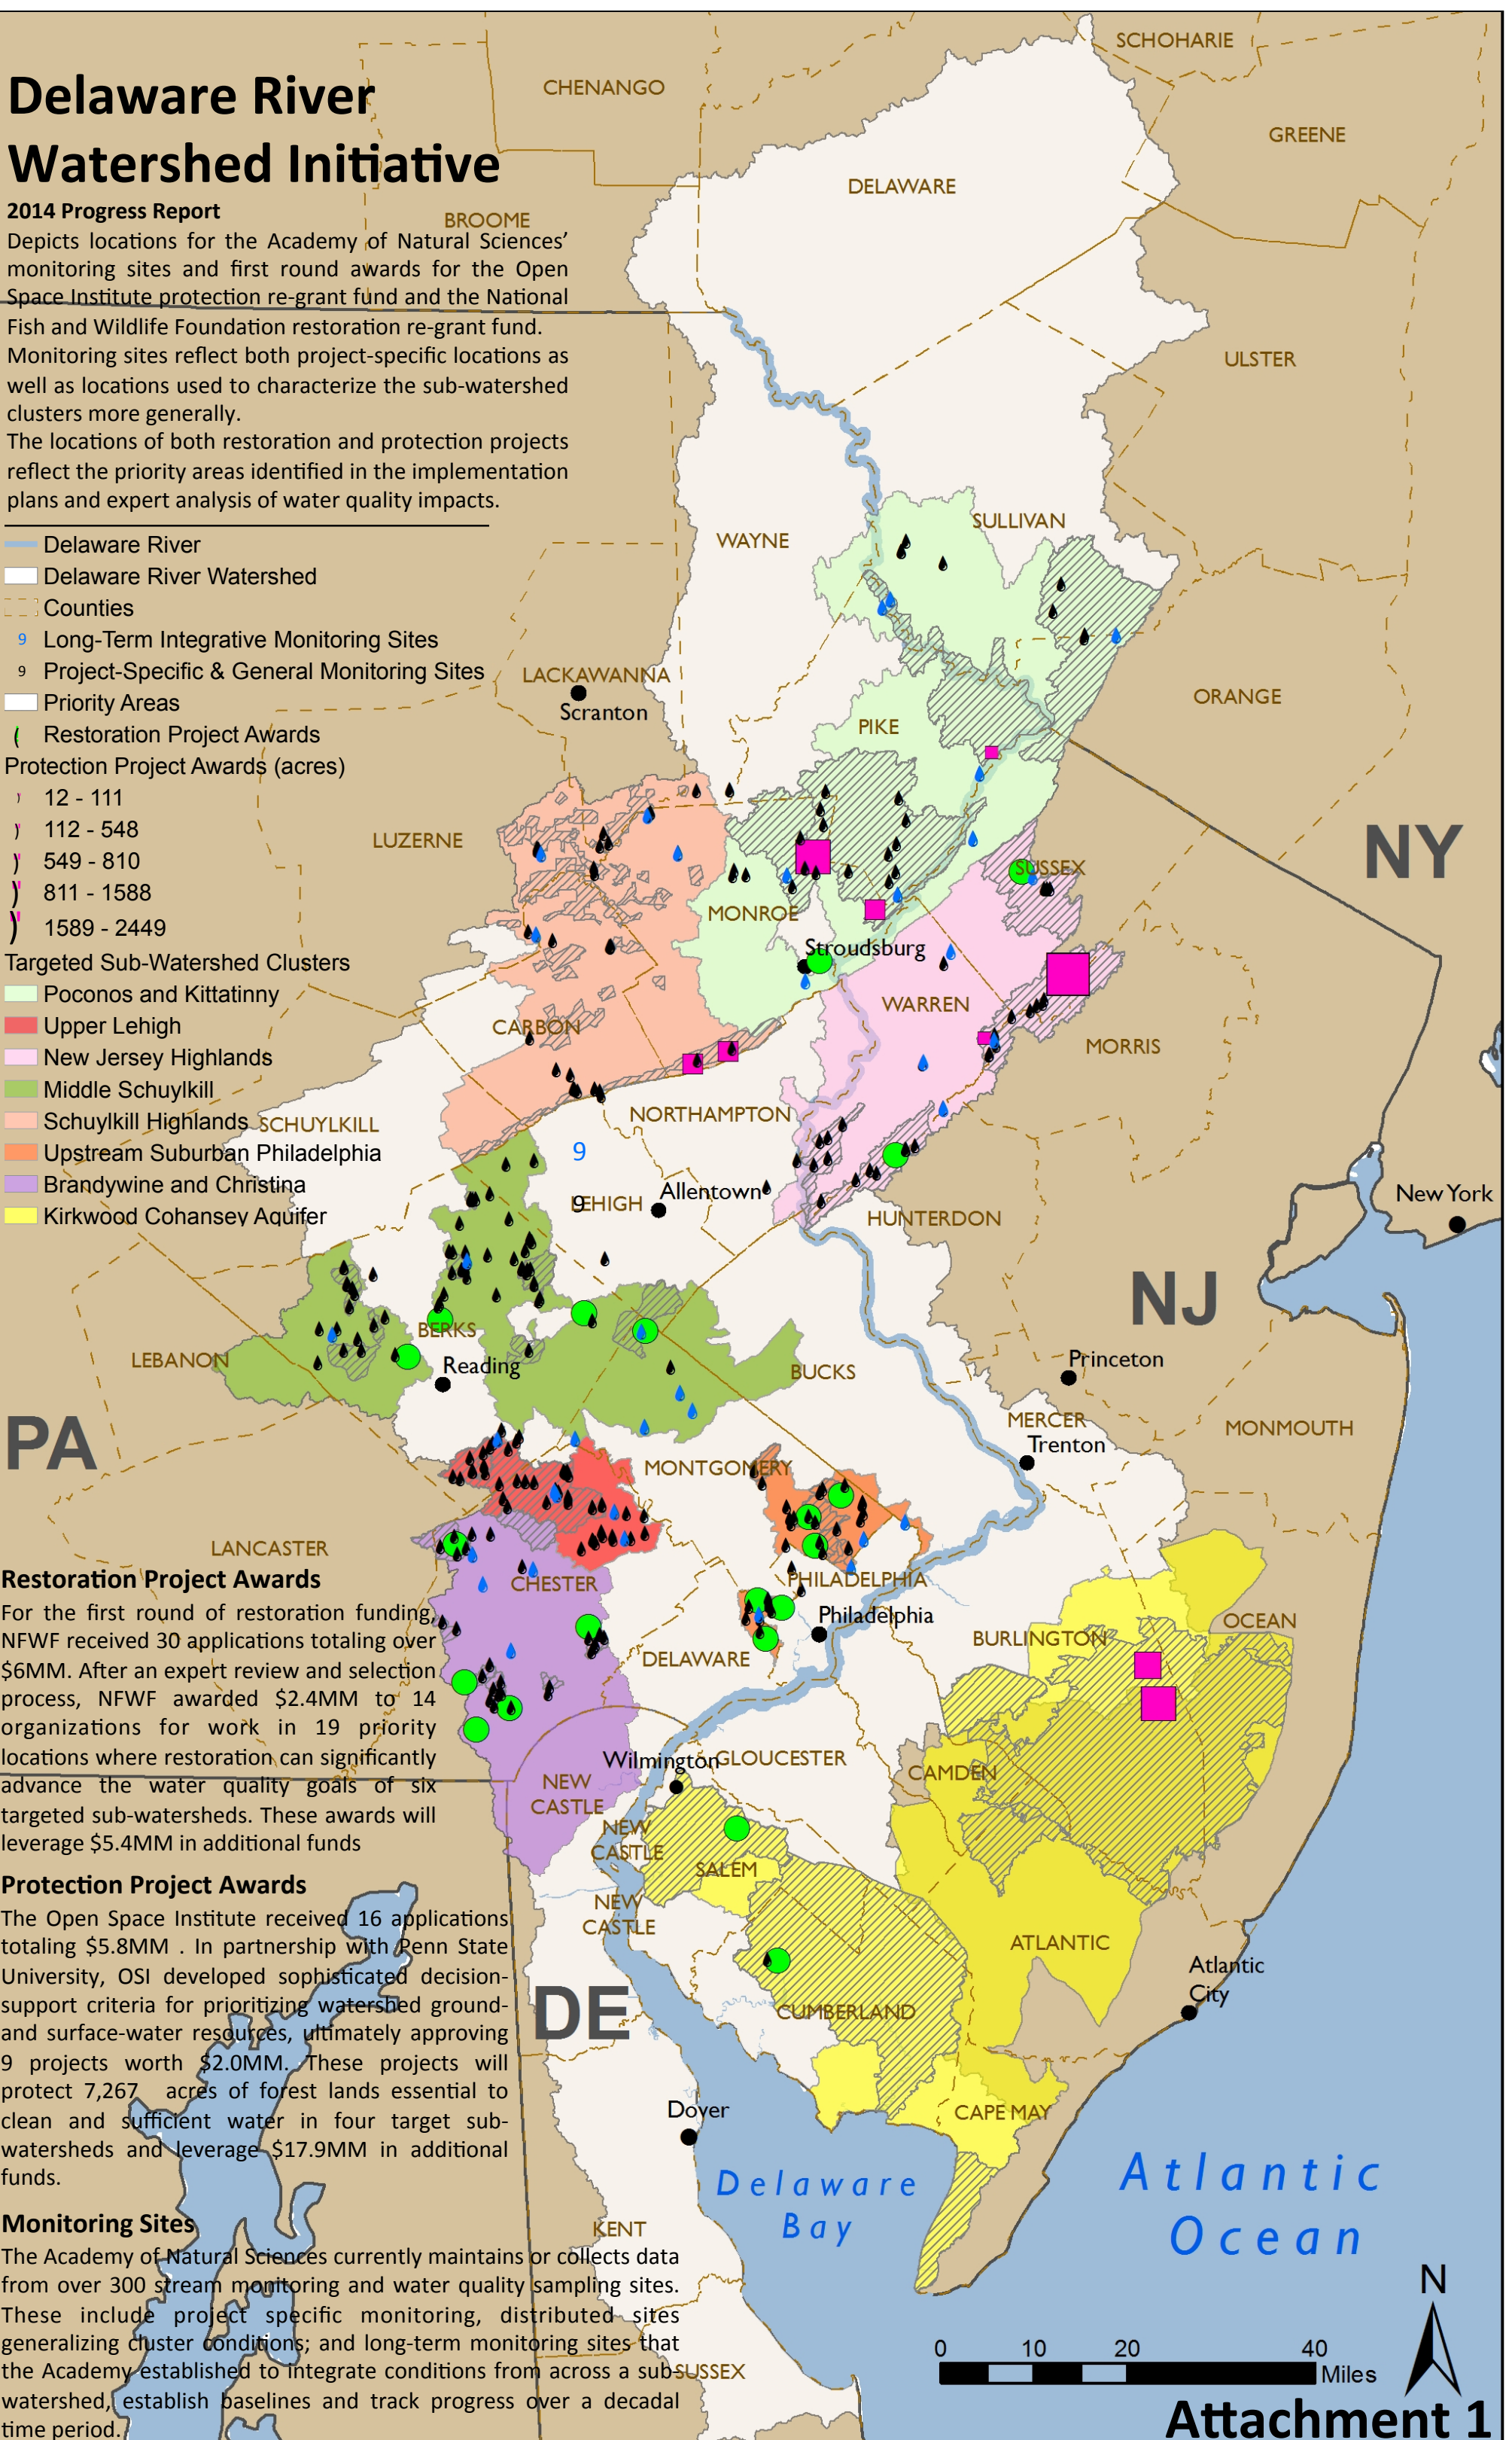 Delaware River
Watershed Initiative
2014 Progress Report
Depicts locations for the Academy of Natural Sciences’
monitoring sites and first round awards for the Open
Space Institute protection re-grant fund and the National
Fish and Wildlife Foundation restoration re-grant fund.
Monitoring sites reflect both project-specific locations as
well as locations used to characterize the sub-watershed
clusters more generally.
The locations of both restoration and protection projects
reflect the priority areas identified in the implementation
plans and expert analysis of water quality impacts.
Delaware River
Delaware River Watershed
Counties
9 Long-Term Integrative Monitoring Sites
9 Project-Specific & General Monitoring Sites
Priority Areas
( Restoration Project Awards
Protection Project Awards (acres)
) 12 - 111
) 112 - 548
) 549 - 810
) 811 - 1588
) 1589 - 2449
Targeted Sub-Watershed Clusters
Poconos and Kittatinny
Upper Lehigh
New Jersey Highlands
Middle Schuylkill
Schuylkill Highlands
Upstream Suburban Philadelphia
Brandywine and Christina
Kirkwood Cohansey Aquifer
Restoration Project Awards
For the first round of restoration funding,
NFWF received 30 applications totaling over
$6MM. After an expert review and selection
process, NFWF awarded $2.4MM to 14
organizations for work in 19 priority
locations where restoration can significantly
advance the water quality goals of six
targeted sub-watersheds. These awards will
leverage $5.4MM in additional funds
Protection Project Awards
The Open Space Institute received 16 applications
totaling $5.8MM . In partnership with Penn State
University, OSI developed sophisticated decision-
support criteria for prioritizing watershed ground-
and surface-water resources, ultimately approving
9 projects worth $2.0MM. These projects will
protect 7,267 acres of forest lands essential to
clean and sufficient water in four target sub-
watersheds and leverage $17.9MM in additional
funds.
Monitoring Sites
The Academy of Natural Sciences currently maintains or collects data
from over 300 stream monitoring and water quality sampling sites.
These include project specific monitoring, distributed sites
generalizing cluster conditions; and long-term monitoring sites that
the Academy established to integrate conditions from across a sub-
watershed, establish baselines and track progress over a decadal
time period.
SCHOHARIE
CHENANGO
GREENE
DELAWARE
BROOME
ULSTER
SULLIVAN
WAYNE
LACKAWANNA
Scranton
ORANGE
PIKE
LUZERNE
NY
SUSSEX
MONROE
Stroudsburg
WARREN
CARBON
MORRIS
NORTHAMPTON
SCHUYLKILL
9
9
LEHIGH
Allentown
New York
HUNTERDON
NJ
BERKS
LEBANON
Reading
Princeton
BUCKS
PA
MERCER
Trenton
MONMOUTH
MONTGOMERY
LANCASTER
CHESTER
PHILADELPHIA
Philadelphia
OCEAN
BURLINGTON
DELAWARE
Wilmington
GLOUCESTER
CAMDEN
NEW
CASTLE
NEW
CASTLE
SALEM
NEW
CASTLE
ATLANTIC
Atlantic
City
DE
CUMBERLAND
Dover
CAPE MAY
Delaware
Bay
Atlantic
Ocean
KENT
SUSSEX
N
0 10 20 40
Miles
Attachment 1